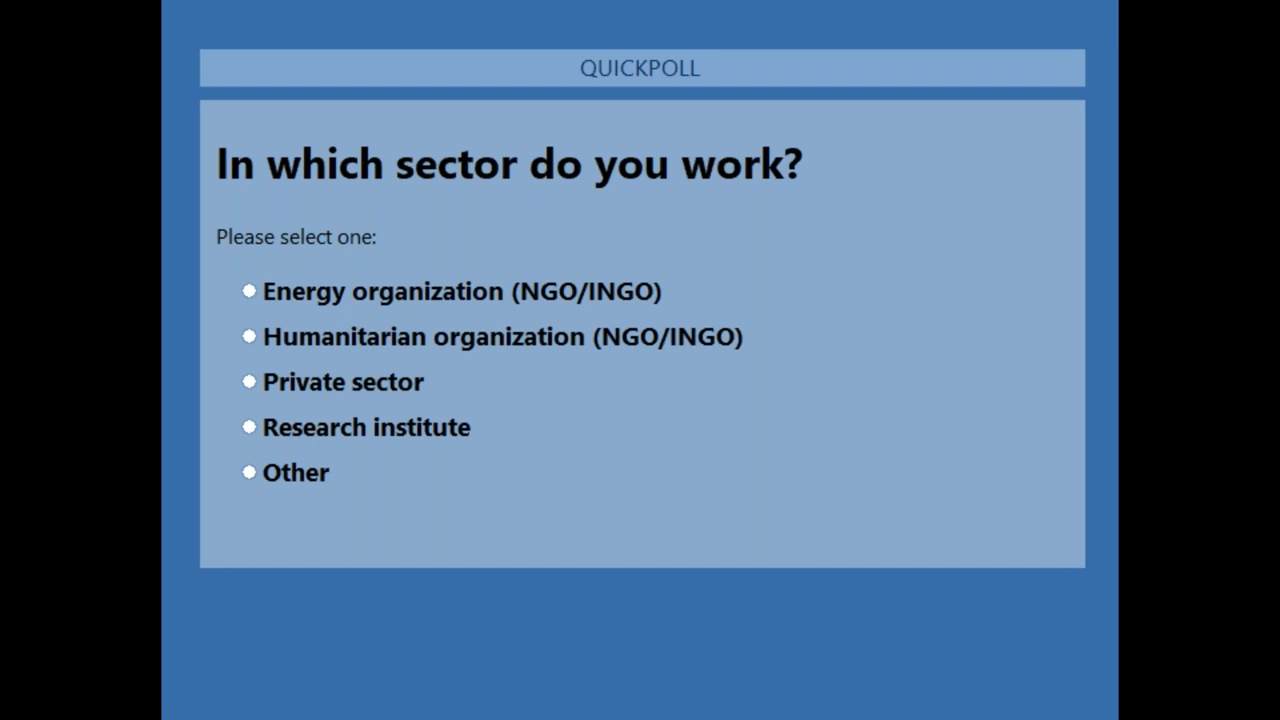 QUICKPOLL
In which sector do you work?
Please select one:
Energy organization (NGO/INGO)
Humanitarian organization (NGO/INGO)
Private sector
Research institute
Other